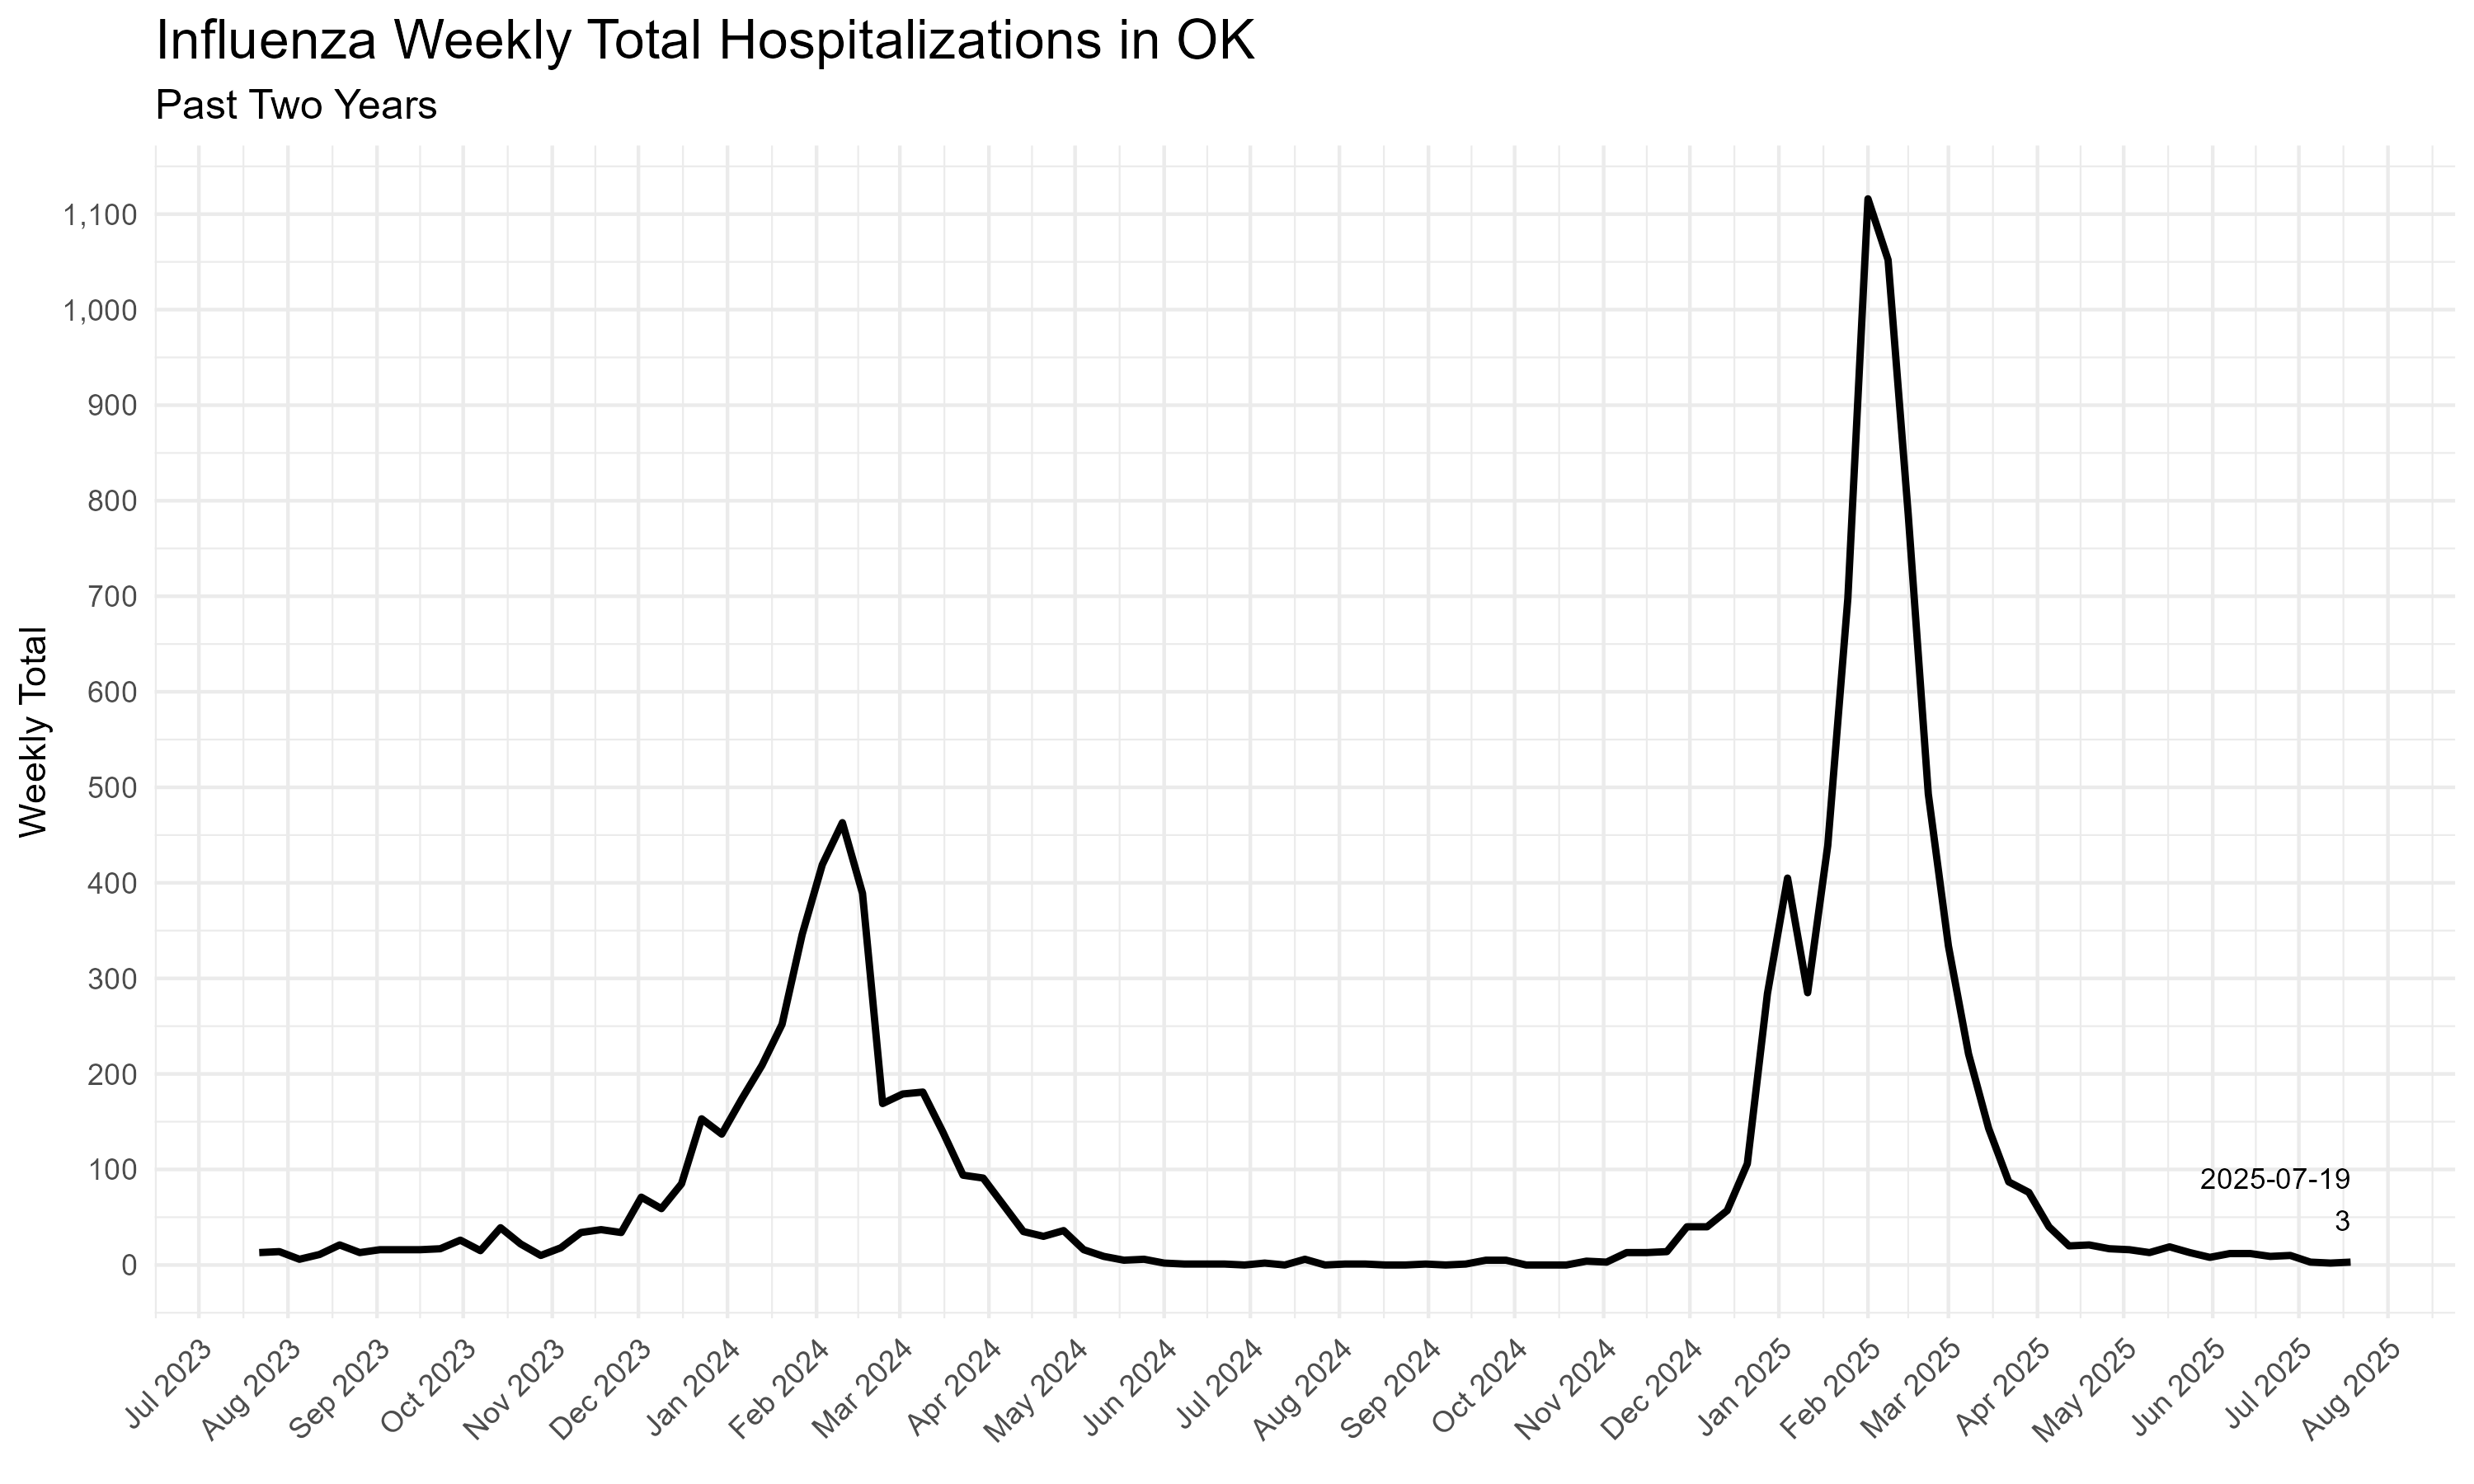 Influenza Weekly Total Hospitalizations in OK
Past Two Years
Weekly Total
1,100
1,000
900
800
700
600
500
400
300
200
100
0
2025-07-19
3
Jul 2023
Aug 2023
Sep 2023
Oct 2023
Nov 2023
Dec 2023
Jan 2024
Feb 2024
Mar 2024
Apr 2024
May 2024
Jun 2024
Jul 2024
Aug 2024
Sep 2024
Oct 2024
Nov 2024
Dec 2024
Jan 2025
Feb 2025
Mar 2025
Apr 2025
May 2025
Jun 2025
Jul 2025
Aug 2025